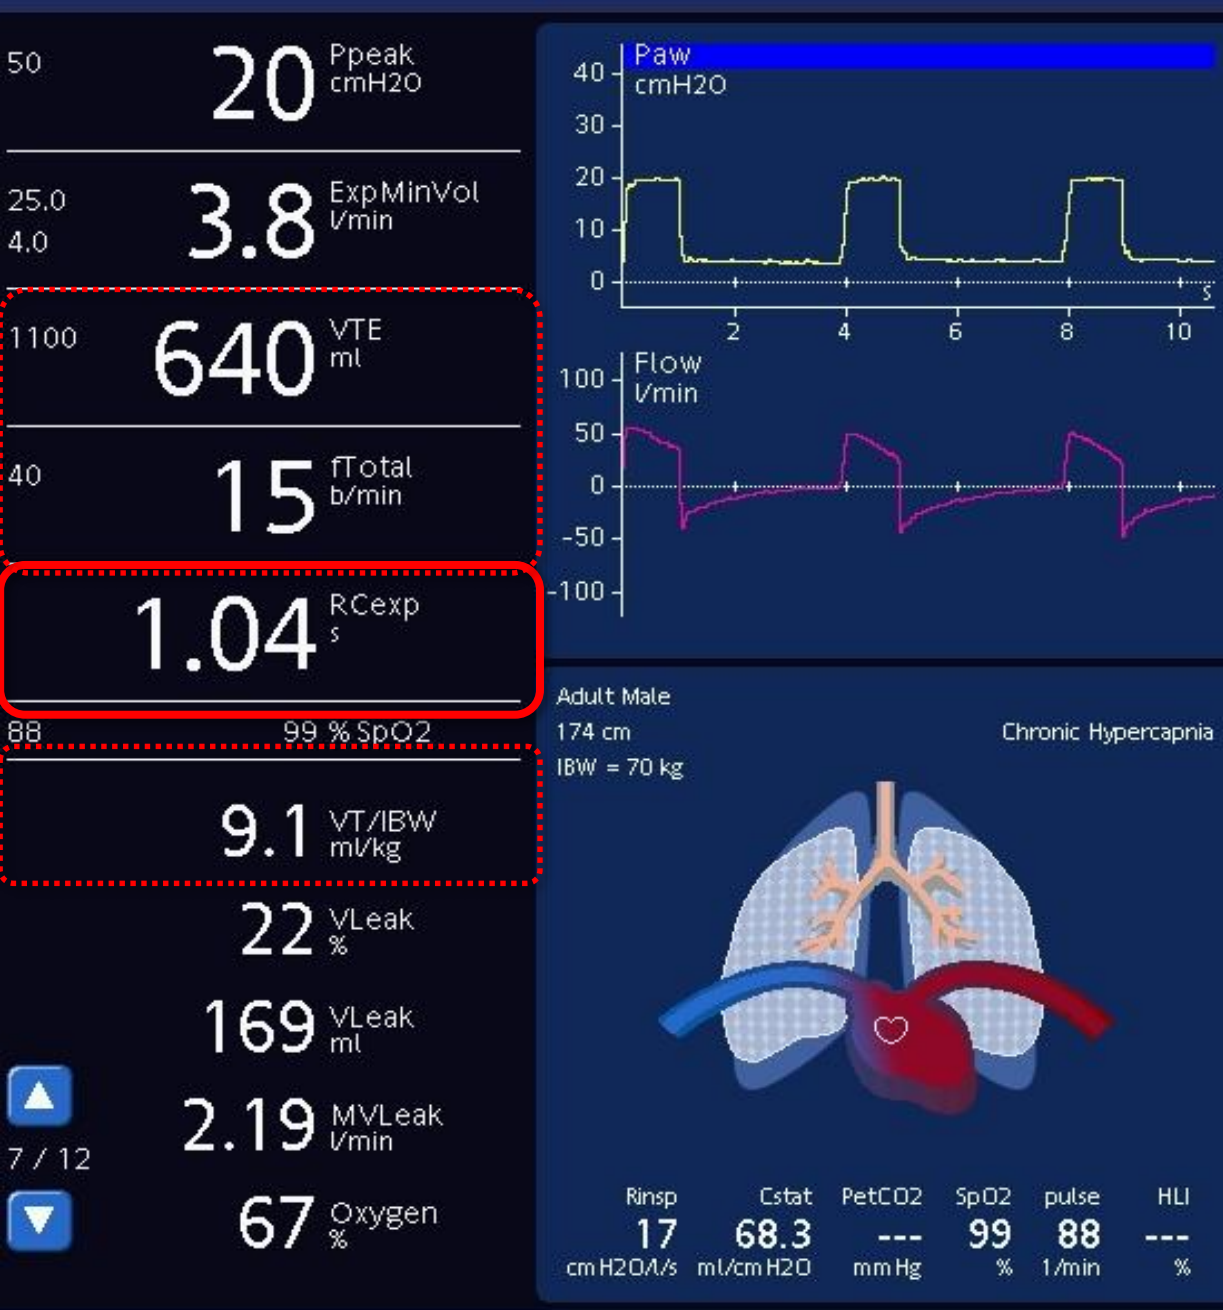 50
20
Ppeak
cmH2O
25.0
4.0
3.8
ExpMinVol
l/min
1100
640
VTE
ml
40
15
fTotal
b/min
1.04
RCexp
s
88
99 % SpO2
9.1
VT/IBW
ml/kg
22
VLeak
%
169
VLeak
ml
2.19
MVLeak
l/min
7 / 12
67
Oxygen
%
Paw
cmH2O
40
30
20
10
0
s
2 4 6 8 10
Flow
l/min
100
50
0
-50
-100
Adult Male
174 cm
Chronic Hypercapnia
IBW = 70 kg
Rinsp Cstat PetCO2 SpO2 pulse HLI
17 68.3 --- 99 88 ---
cmH2O/l/s ml/cmH2O mmHg % 1/min %